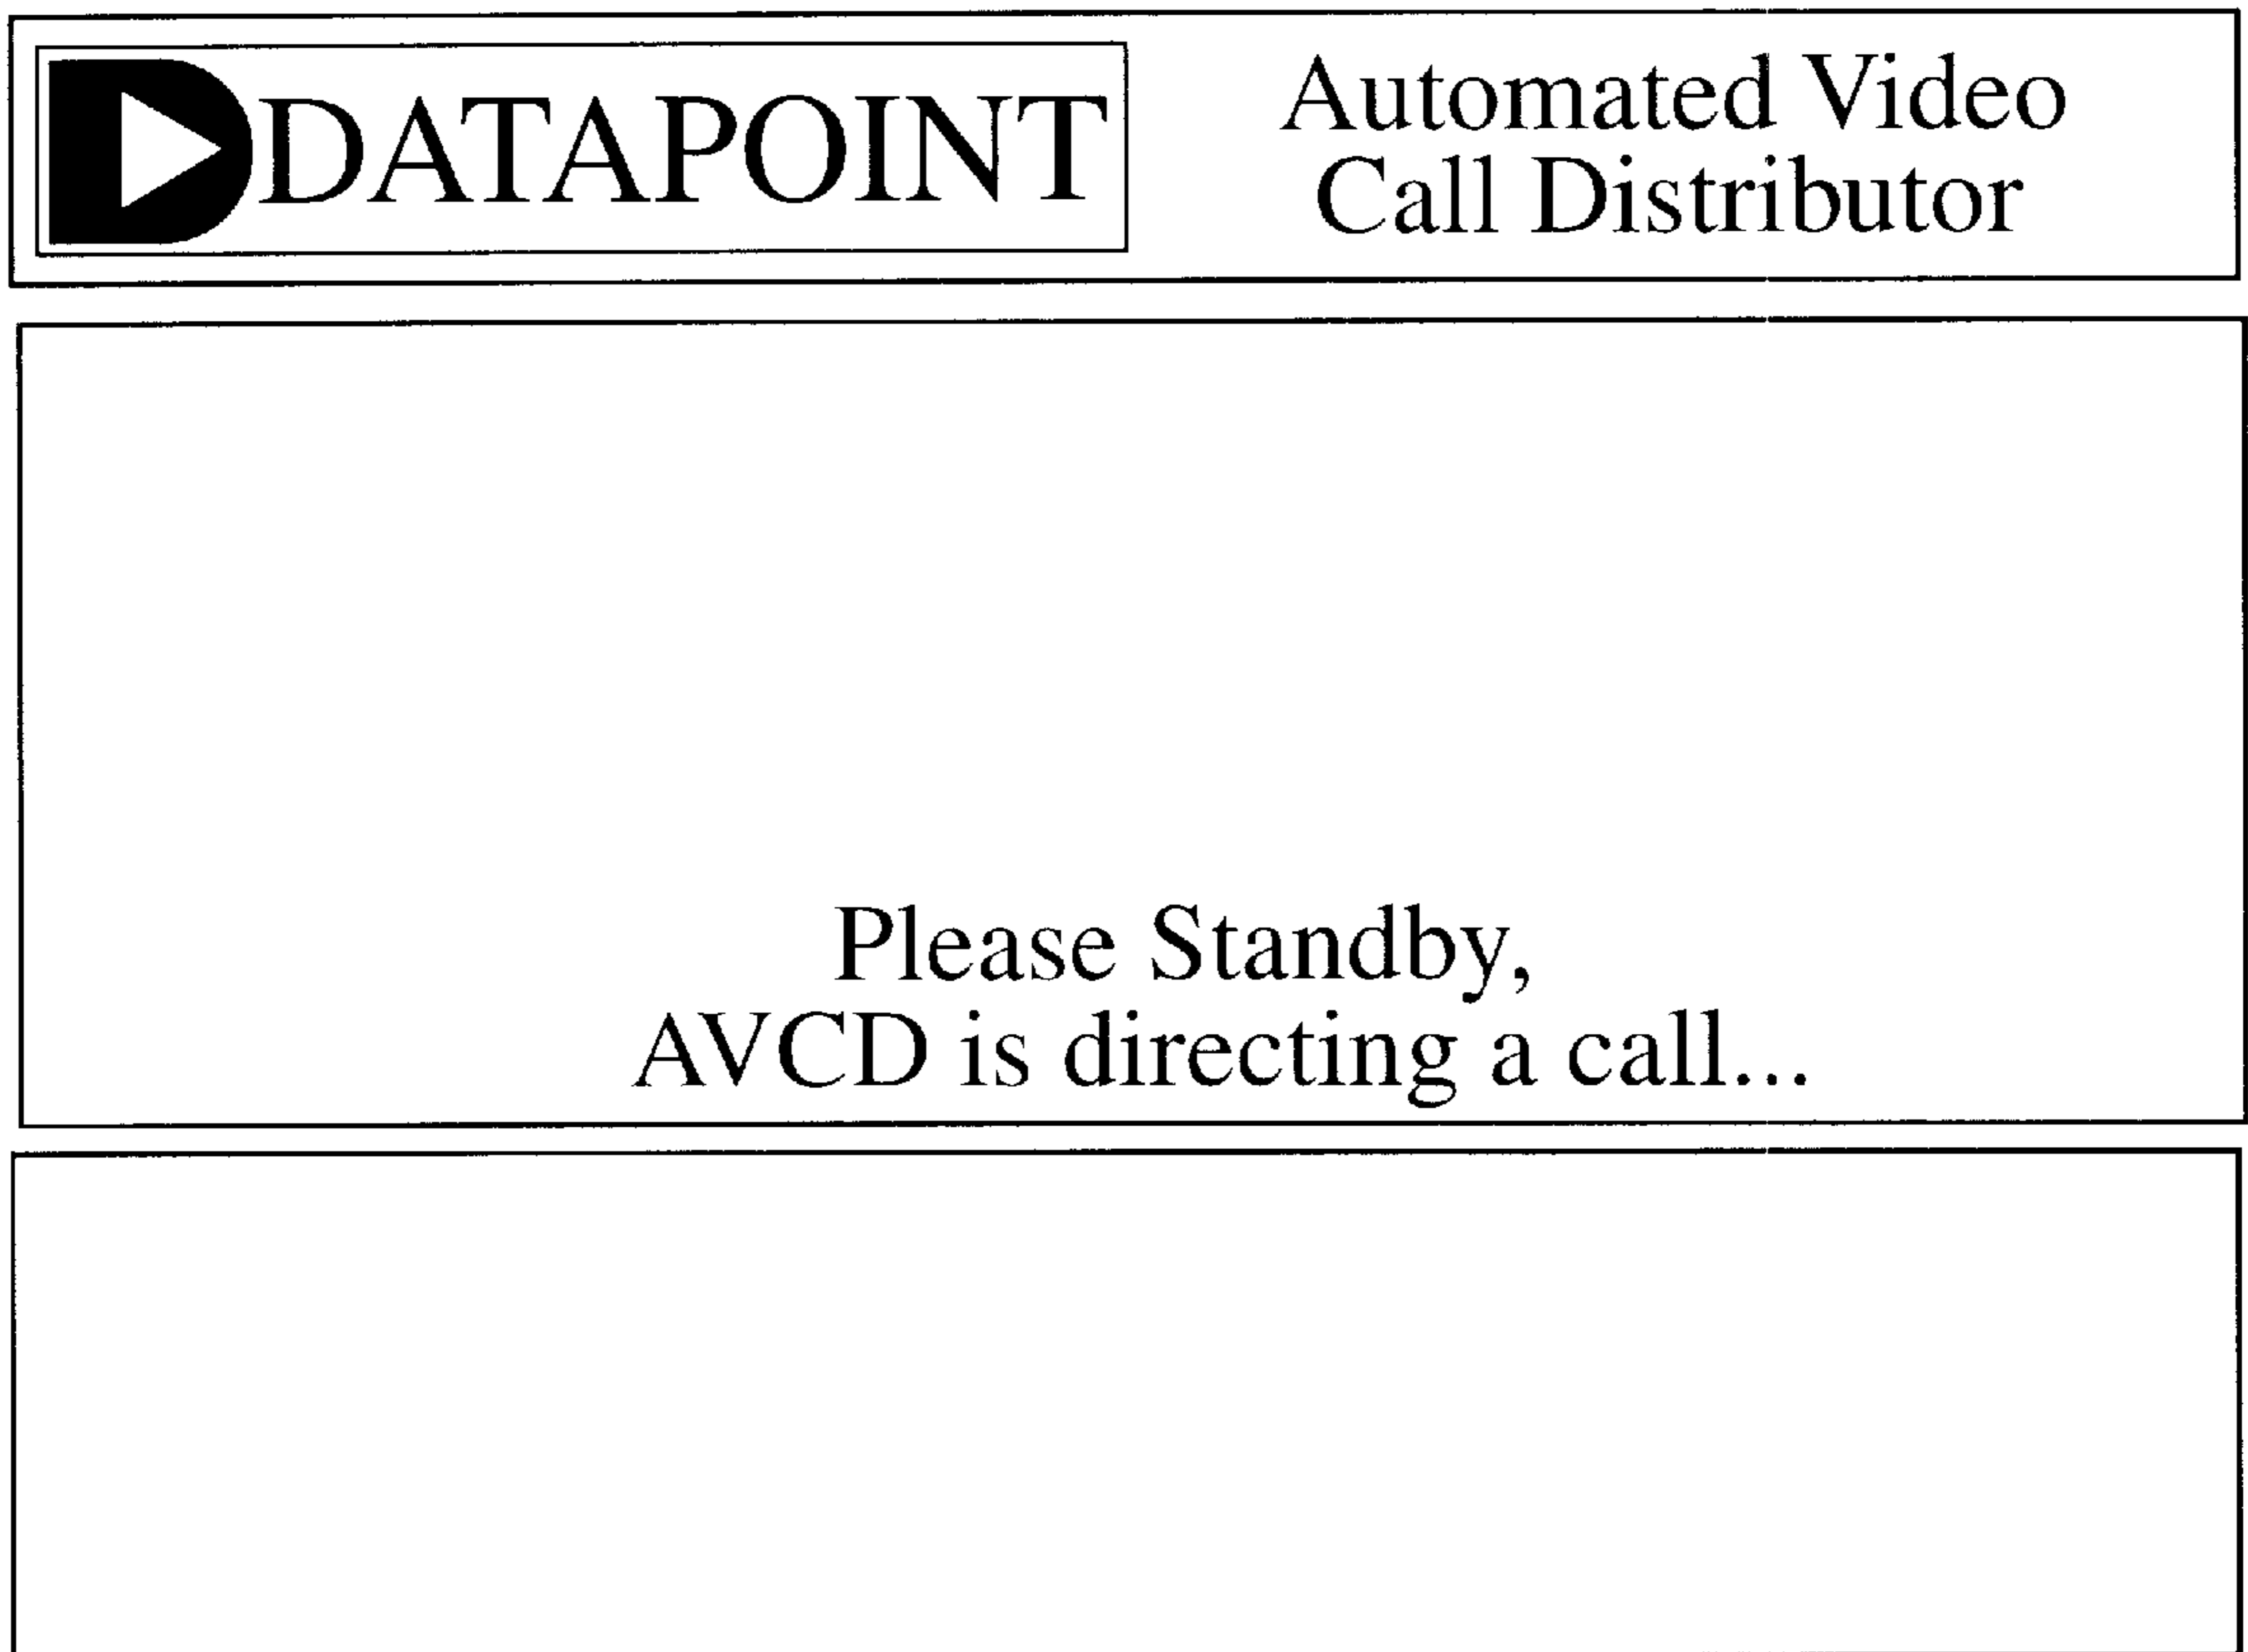 DATAPOINT
Automated Video
Call Distributor
Please Standby,
AVCD is directing a call...